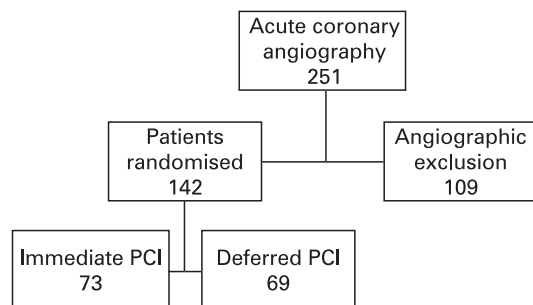 Acute coronary
angiography
251
Patients
randomised
142
Angiographic
exclusion
109
Immediate PCI
73
Deferred PCI
69